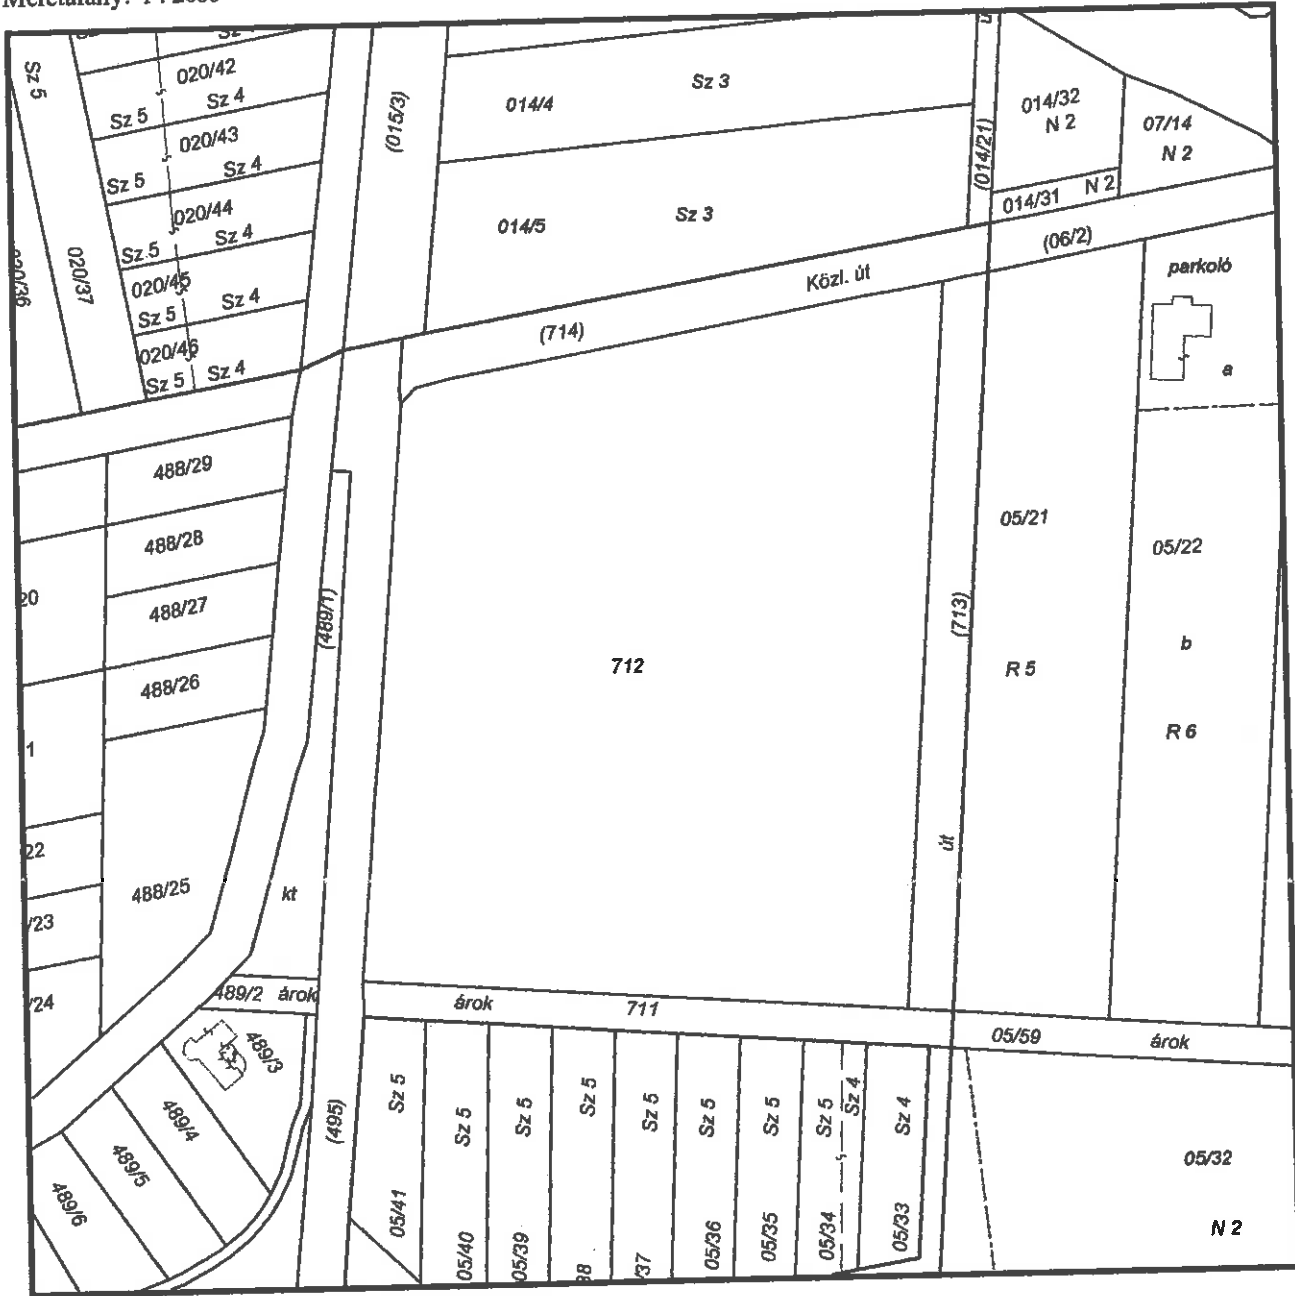 Sz 5
020/42
Sz 4
Sz 5
020/43
Sz 4
Sz 5
020/44
Sz 4
Sz 5
020/45
Sz 4
Sz 5
020/46
Sz 4
Sz 5
020/36
020/37
(015/3)
014/4
Sz 3
014/5
Sz 3
(014/21)
014/32
N 2
07/14
N 2
014/31
N 2
(06/2)
Közl. út
(714)
parkoló
a
488/29
488/28
488/27
488/26
488/25
20
1
22
/23
/24
(489/1)
kt
712
(713)
út
05/21
R 5
05/22
b
R 6
489/2 árok
árok
711
05/59
árok
489/3
489/4
489/5
489/6
(495)
Sz 5
05/41
Sz 5
05/40
Sz 5
05/39
Sz 5
38
Sz 5
/37
Sz 5
05/36
Sz 5
05/35
Sz 5
05/34
Sz 4
Sz 4
05/33
05/32
N 2